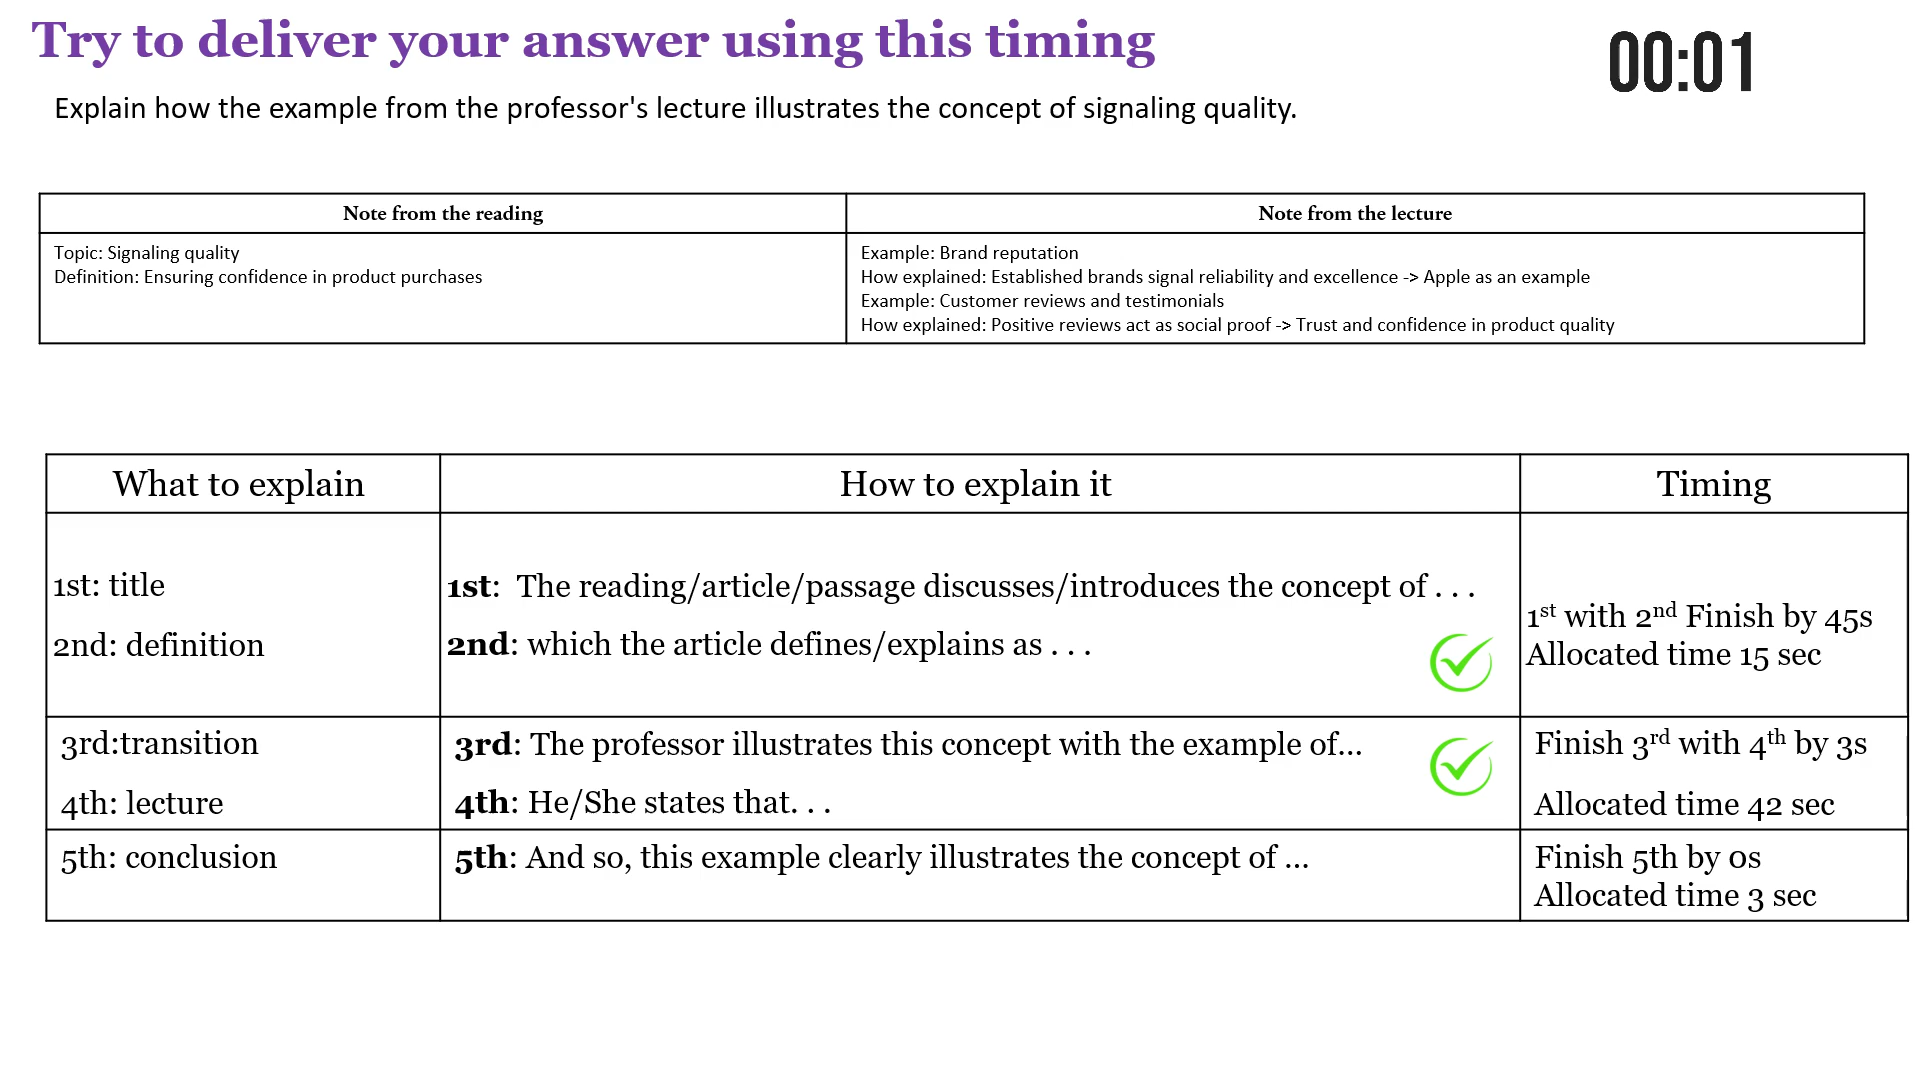 Try to deliver your answer using this timing
00:01
Explain how the example from the professor's lecture illustrates the concept of signaling quality.
Note from the reading
Note from the lecture
Topic: Signaling quality
Definition: Ensuring confidence in product purchases
Example: Brand reputation
How explained: Established brands signal reliability and excellence -> Apple as an example
Example: Customer reviews and testimonials
How explained: Positive reviews act as social proof -> Trust and confidence in product quality
What to explain
How to explain it
Timing
1st: title
2nd: definition
1st: The reading/article/passage discusses/introduces the concept of . . .
2nd: which the article defines/explains as . . .
1st with 2nd Finish by 45s
Allocated time 15 sec
3rd:transition
4th: lecture
3rd: The professor illustrates this concept with the example of...
4th: He/She states that. . .
Finish 3rd with 4th by 3s
Allocated time 42 sec
5th: conclusion
5th: And so, this example clearly illustrates the concept of ...
Finish 5th by 0s
Allocated time 3 sec